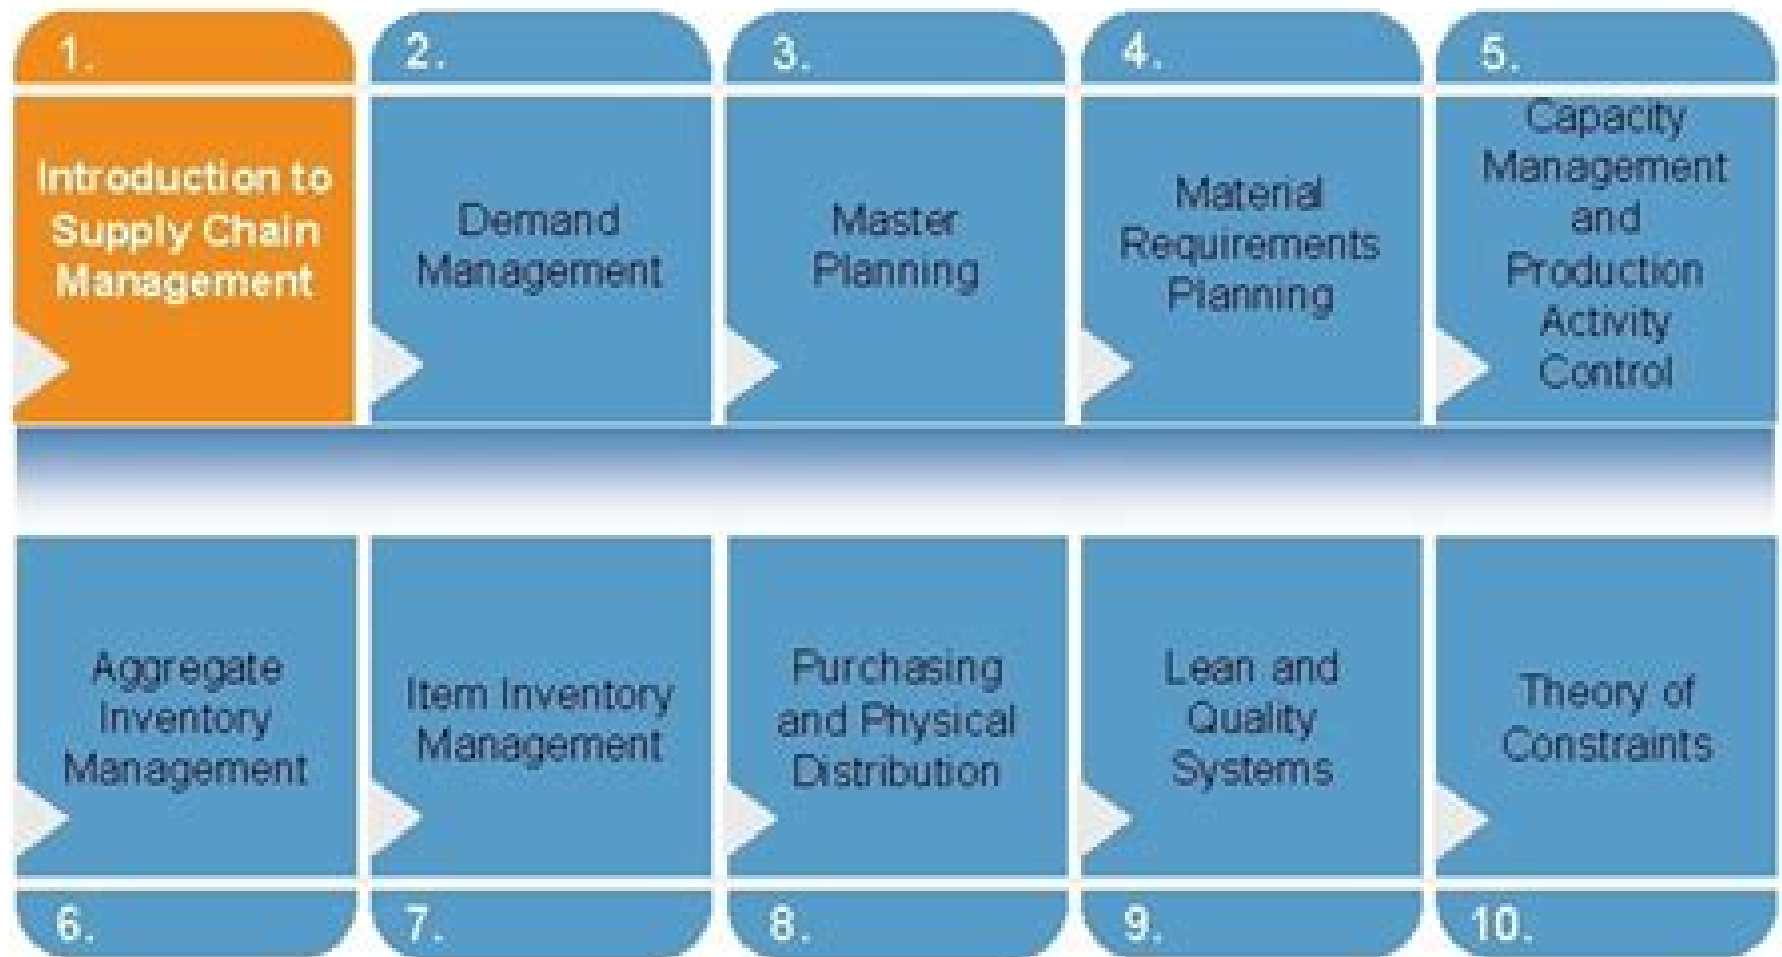 1.
Introduction to
Supply Chain
Management
2.
Demand
Management
3.
Master
Planning
4.
Material
Requirements
Planning
5.
Capacity
Management
and
Production
Activity
Control
Aggregate
Inventory
Management
6.
Item Inventory
Management
7.
Purchasing
and Physical
Distribution
8.
Lean and
Quality
Systems
9.
Theory of
Constraints
10.